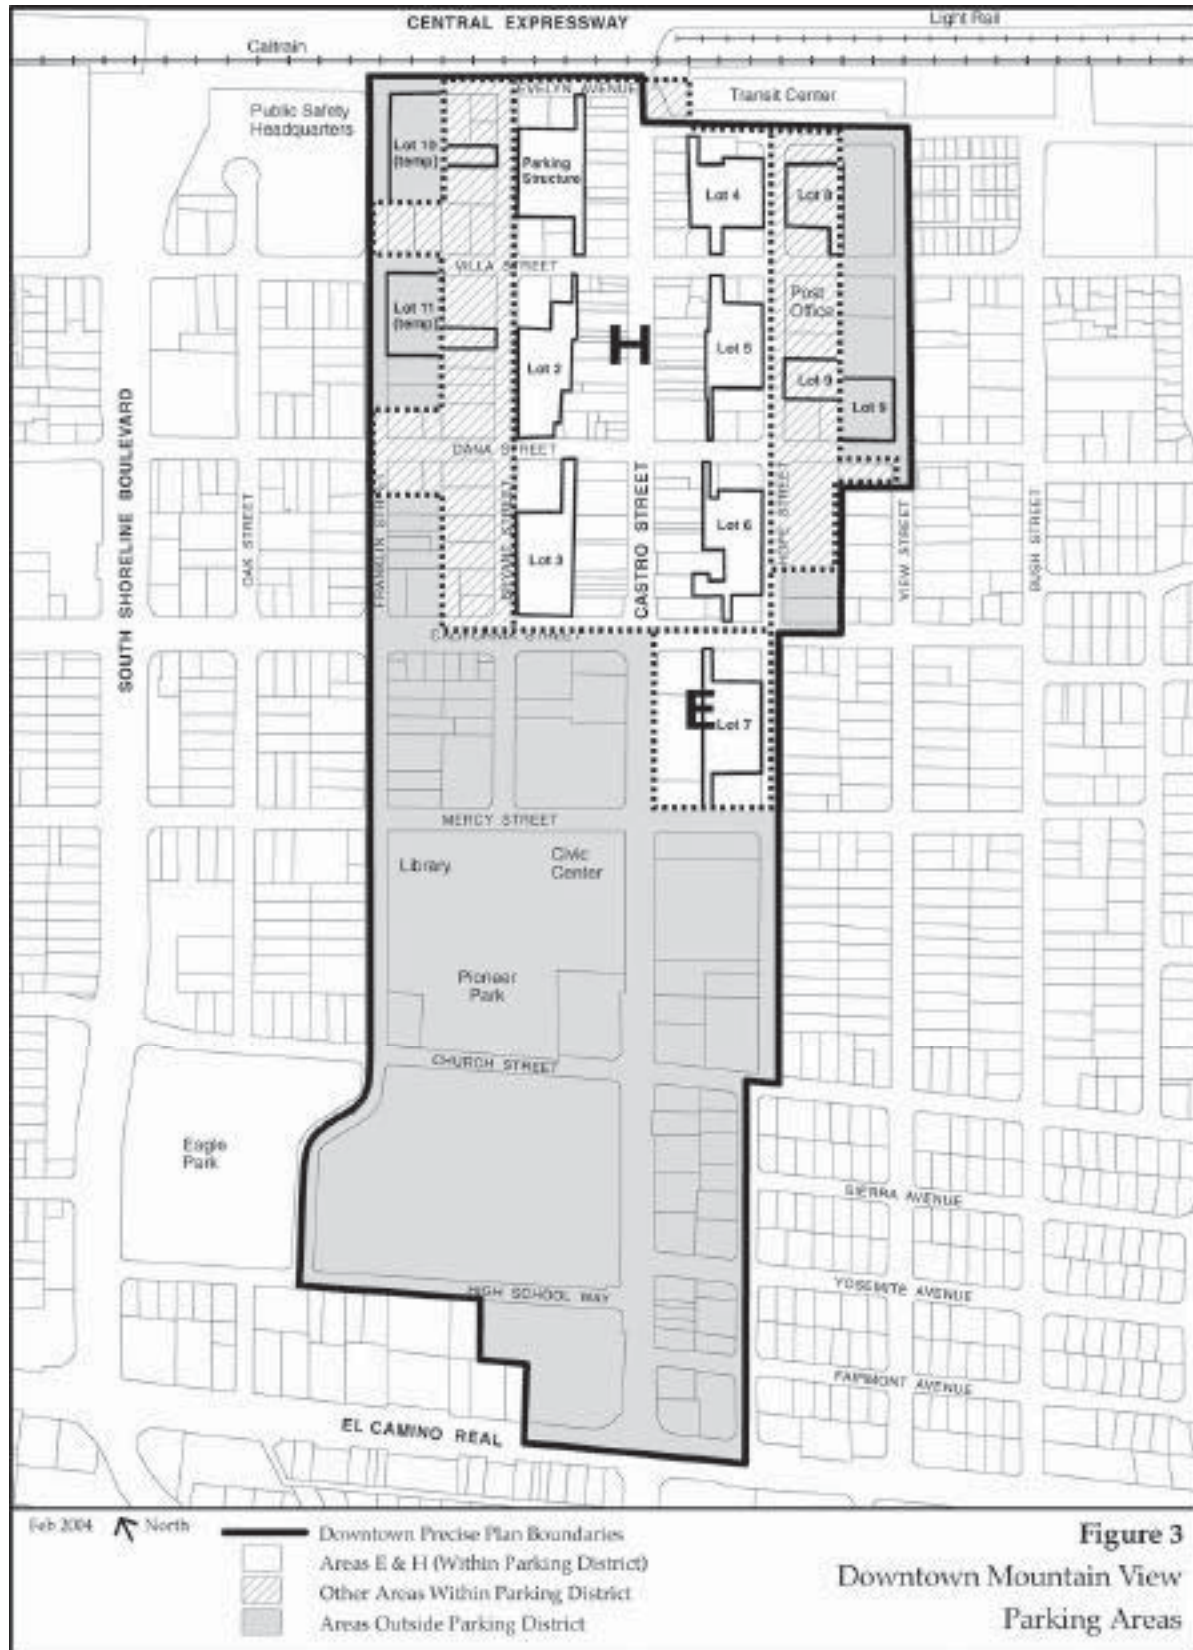 CENTRAL EXPRESSWAY
Light Rail
Caltrain
EVELYN AVENUE
Transit Center
Public Safety
Headquarters
Lot 10
(temp)
Parking
Structure
Lot 4
Lot 8
VILLA STREET
Lot 11
(temp)
Post
Office
H
Lot 2
Lot 5
Lot 9
Lot 9
DANA STREET
SOUTH SHORELINE BOULEVARD
OAK STREET
FRANKLIN STREET
BRYANT STREET
CASTRO STREET
HOPE STREET
VIEW STREET
BUSH STREET
Lot 3
Lot 6
CALIFORNIA STREET
E
Lot 7
MERCY STREET
Library
Civic
Center
Pioneer
Park
CHURCH STREET
Eagle
Park
SIERRA AVENUE
HIGH SCHOOL WAY
YOSEMITE AVENUE
FAIRMONT AVENUE
EL CAMINO REAL
Feb 2004 North
Downtown Precise Plan Boundaries
Areas E & H (Within Parking District)
Other Areas Within Parking District
Areas Outside Parking District
Figure 3
Downtown Mountain View
Parking Areas